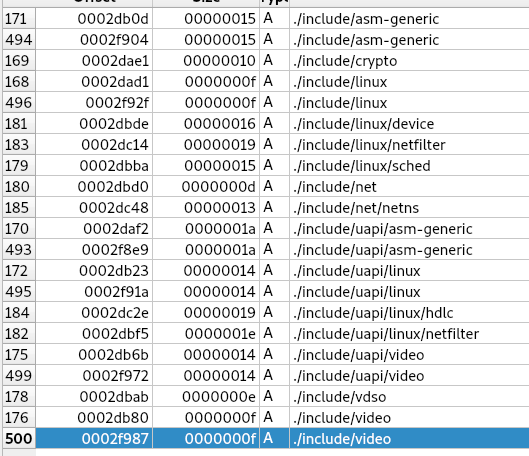 171 0002db0d 00000015 A ./include/asm-generic
494 0002f904 00000015 A ./include/asm-generic
169 0002dae1 00000010 A ./include/crypto
168 0002dad1 0000000f A ./include/linux
496 0002f92f 0000000f A ./include/linux
181 0002dbde 00000016 A ./include/linux/device
183 0002dc14 00000019 A ./include/linux/netfilter
179 0002dbba 00000015 A ./include/linux/sched
180 0002dbd0 0000000d A ./include/net
185 0002dc48 00000013 A ./include/net/netns
170 0002daf2 0000001a A ./include/uapi/asm-generic
493 0002f8e9 0000001a A ./include/uapi/asm-generic
172 0002db23 00000014 A ./include/uapi/linux
495 0002f91a 00000014 A ./include/uapi/linux
184 0002dc2e 00000019 A ./include/uapi/linux/hdlc
182 0002dbf5 0000001e A ./include/uapi/linux/netfilter
175 0002db6b 00000014 A ./include/uapi/video
499 0002f972 00000014 A ./include/uapi/video
178 0002dbab 0000000e A ./include/vdso
176 0002db80 0000000f A ./include/video
500 0002f987 0000000f A ./include/video